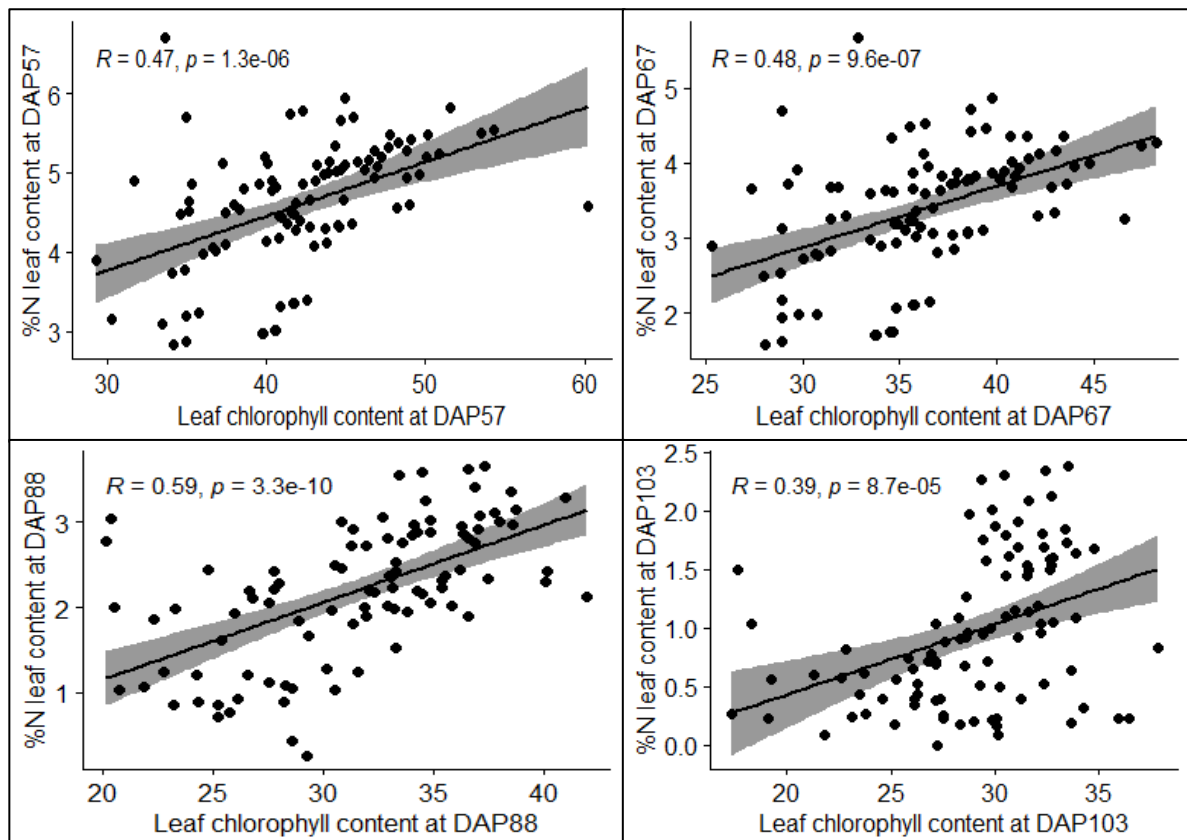 R = 0.47, p = 1.3e-06
%N leaf content at DAP57
6
5
4
3
30 40 50 60
Leaf chlorophyll content at DAP57
R = 0.48, p = 9.6e-07
%N leaf content at DAP67
5
4
3
2
25 30 35 40 45
Leaf chlorophyll content at DAP67
R = 0.59, p = 3.3e-10
%N leaf content at DAP88
3
2
1
20 25 30 35 40
Leaf chlorophyll content at DAP88
R = 0.39, p = 8.7e-05
%N leaf content at DAP103
2.5
2.0
1.5
1.0
0.5
0.0
20 25 30 35
Leaf chlorophyll content at DAP103